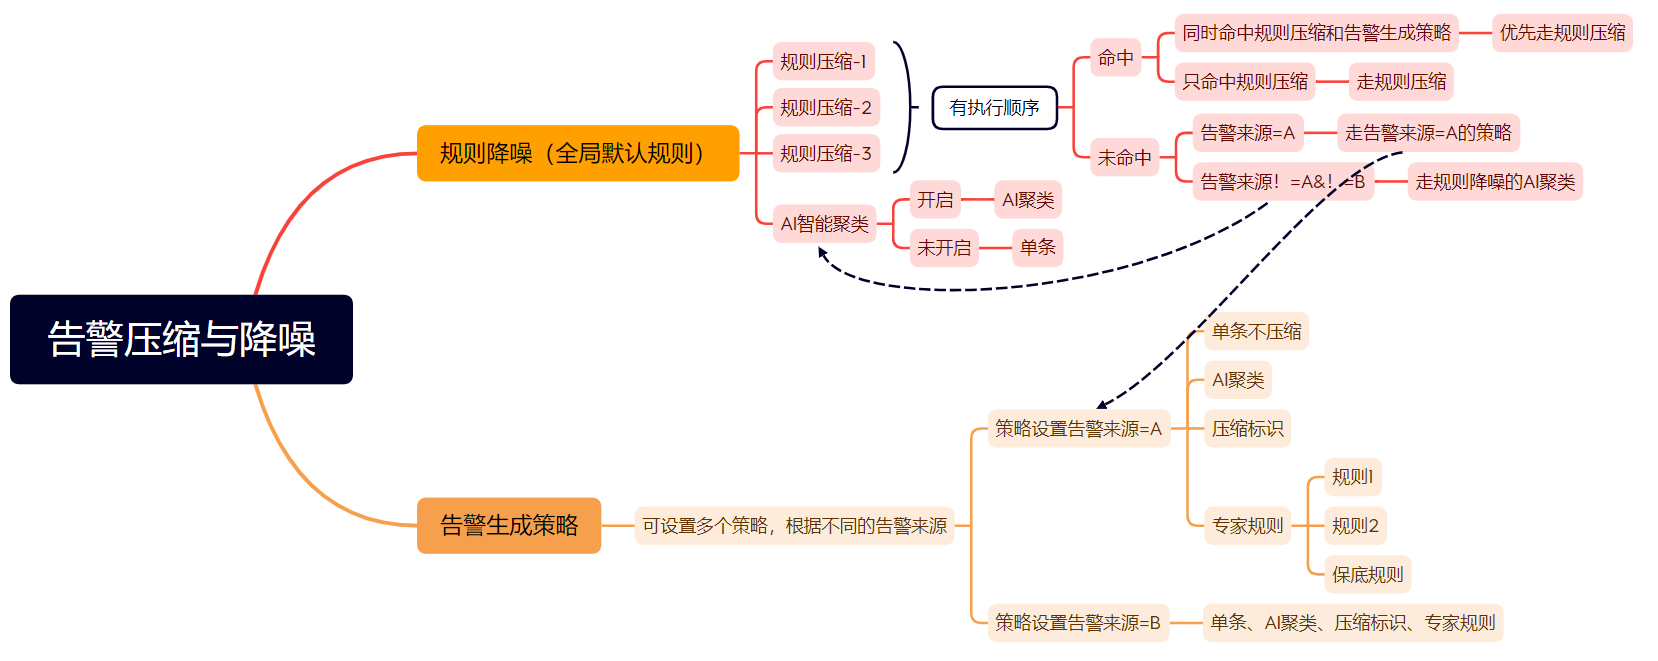 告警压缩与降噪
规则降噪（全局默认规则）
规则压缩-1
规则压缩-2
规则压缩-3
有执行顺序
命中
同时命中规则压缩和告警生成策略
优先走规则压缩
只命中规则压缩
走规则压缩
未命中
告警来源=A
走告警来源=A的策略
告警来源！=A&！=B
走规则降噪的AI聚类
AI智能聚类
开启
AI聚类
未开启
单条
告警生成策略
可设置多个策略，根据不同的告警来源
策略设置告警来源=A
单条不压缩
AI聚类
压缩标识
专家规则
规则1
规则2
保底规则
策略设置告警来源=B
单条、AI聚类、压缩标识、专家规则